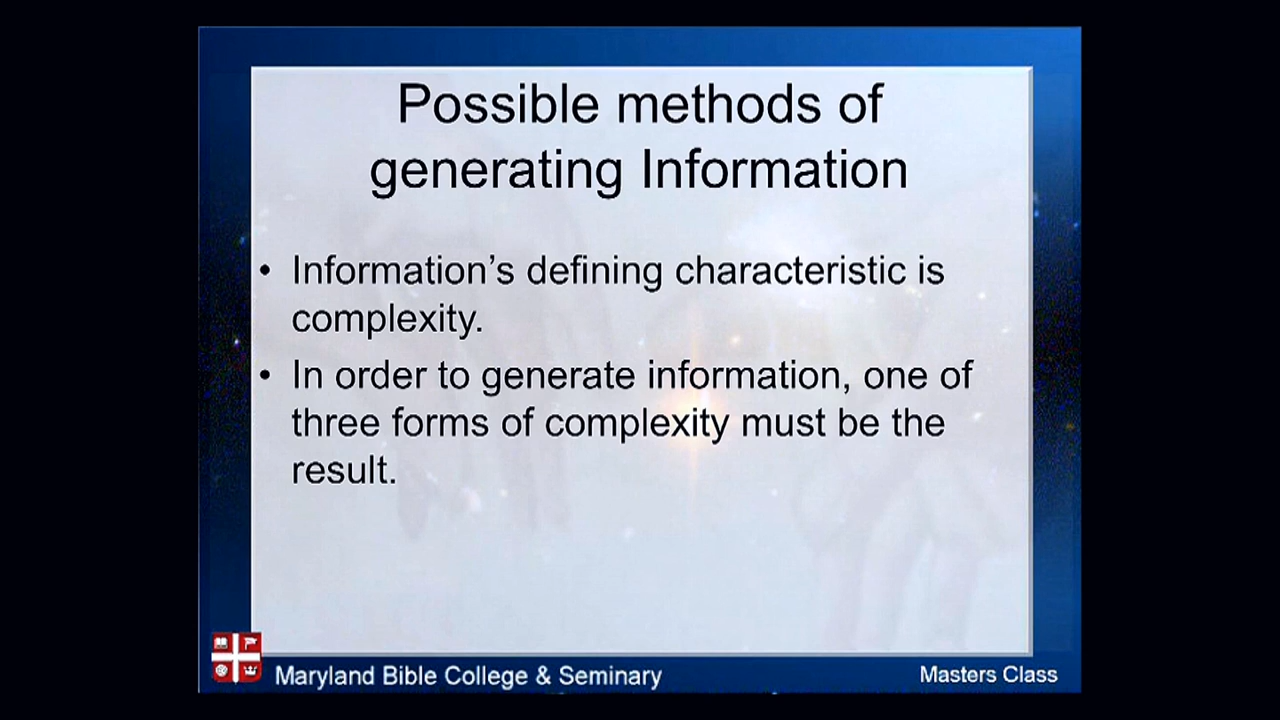 Possible methods of
generating Information
• Information’s defining characteristic is
complexity.
• In order to generate information, one of
three forms of complexity must be the
result.
Maryland Bible College & Seminary
Masters Class